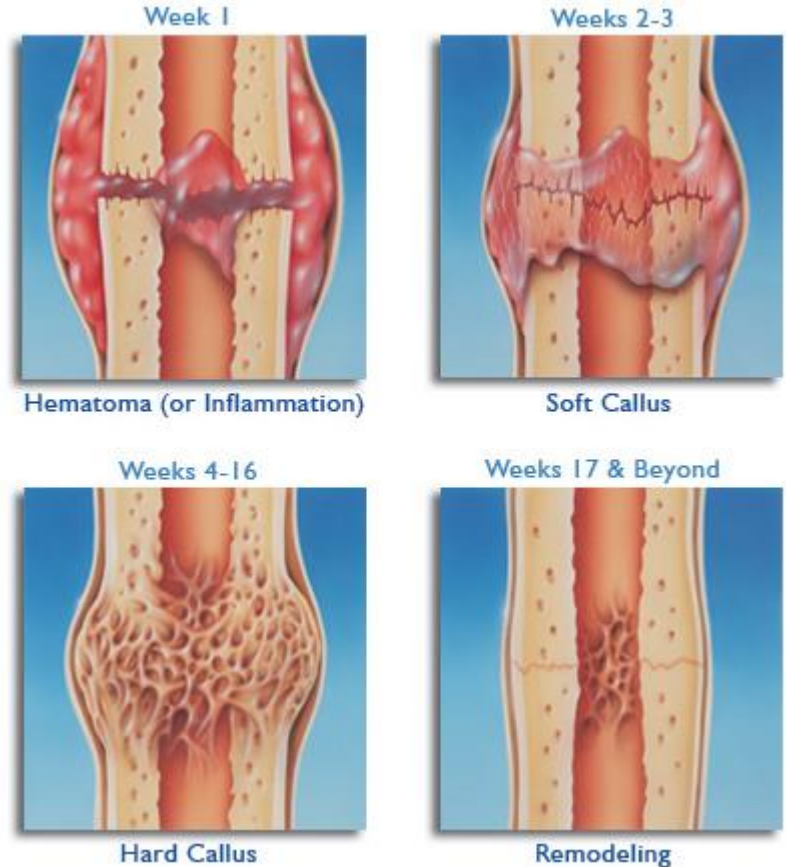 Week 1
Weeks 2-3
Hematoma (or Inflammation)
Soft Callus
Weeks 4-16
Weeks 17 & Beyond
Hard Callus
Remodeling